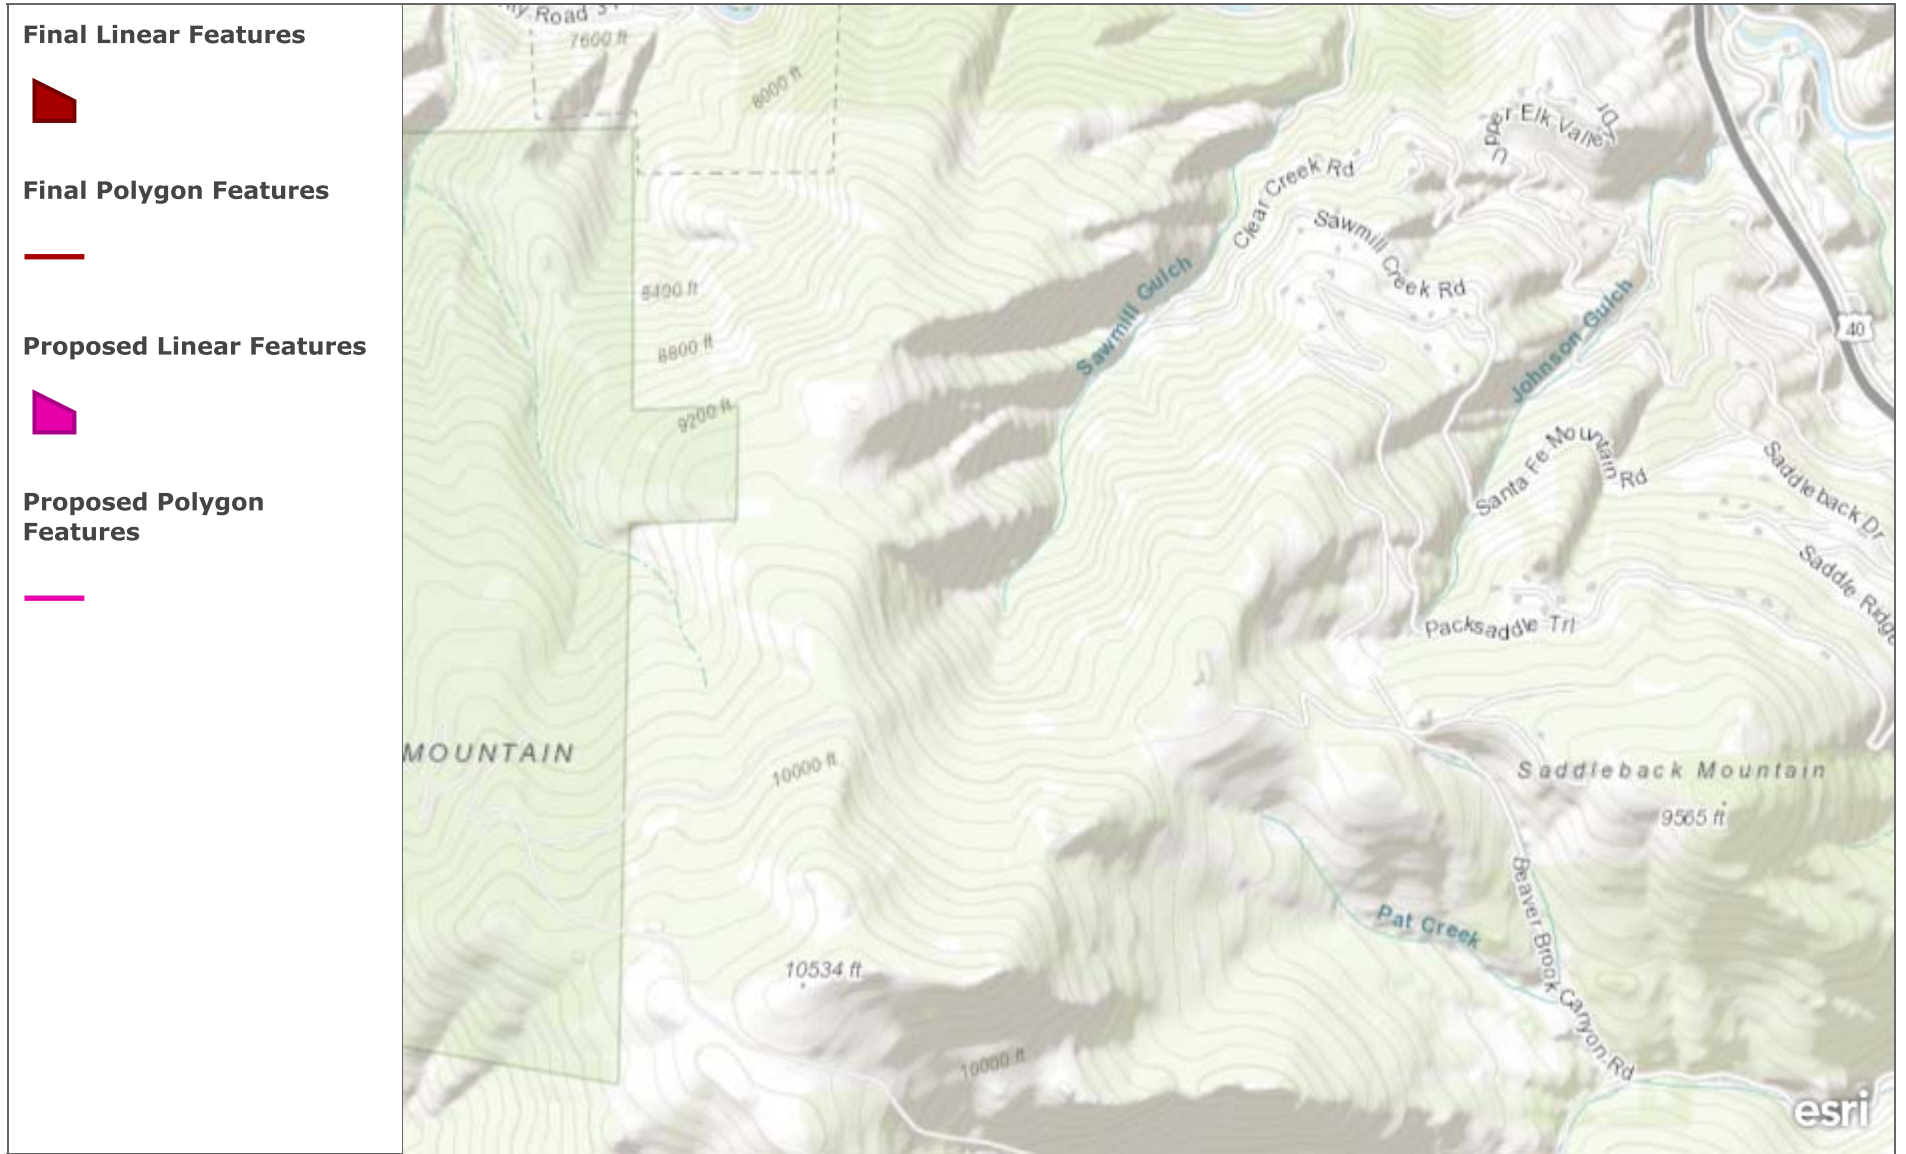 Final Linear Features
Final Polygon Features
Proposed Linear Features
Proposed Polygon
Features
Road
7600 ft
8000 ft
Upper Elk Valley Dr
Clear Creek Rd
Sawmill Creek Rd
Sawmill Gulch
8400 ft
8800 ft
9200 ft
Johnson Gulch
40
Santa Fe Mountain Rd
Saddleback Dr
Saddle Ridge
Packsaddle Trl
MOUNTAIN
10000 ft
Saddleback Mountain
9565 ft
Beaver Brook Canyon Rd
Pat Creek
10534 ft
10000 ft
esri